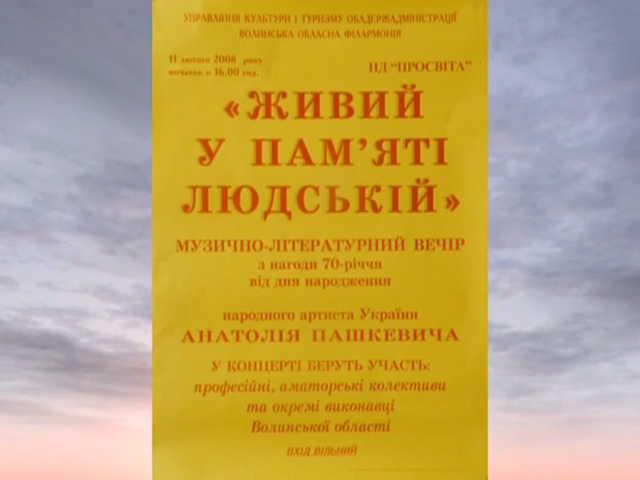 УПРАВЛІННЯ КУЛЬТУРИ І ТУРИЗМУ ОБЛДЕРЖАДМІНІСТРАЦІЇ
ВОЛИНСЬКА ОБЛАСНА ФІЛАРМОНІЯ
11 лютого 2008 року
початок о 16.00 год.
НД "ПРОСВІТА"
«ЖИВИЙ
У ПАМ'ЯТІ
ЛЮДСЬКІЙ»
МУЗИЧНО-ЛІТЕРАТУРНИЙ ВЕЧІР
з нагоди 70-річчя
від дня народження
народного артиста України
АНАТОЛІЯ ПАШКЕВИЧА
У КОНЦЕРТІ БЕРУТЬ УЧАСТЬ:
професійні, аматорські колективи
та окремі виконавці
Волинської області
ВХІД ВІЛЬНИЙ